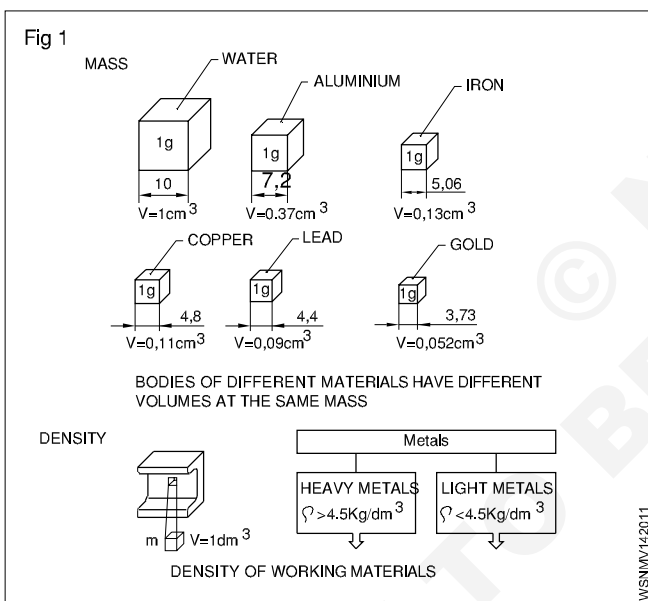 Fig 1
MASS
WATER
ALUMINIUM
IRON
1g
1g
1g
10
7,2
5,06
V=1cm³
V=0.37cm³
V=0,13cm³
COPPER
LEAD
GOLD
1g
1g
1g
4,8
4,4
3,73
V=0,11cm³
V=0,09cm³
V=0,052cm³
BODIES OF DIFFERENT MATERIALS HAVE DIFFERENT
VOLUMES AT THE SAME MASS
DENSITY
Metals
HEAVY METALS
LIGHT METALS
>4.5Kg/dm³
<4.5Kg/dm³
m V=1dm³
DENSITY OF WORKING MATERIALS
WSNMV142011
© N
TO BE